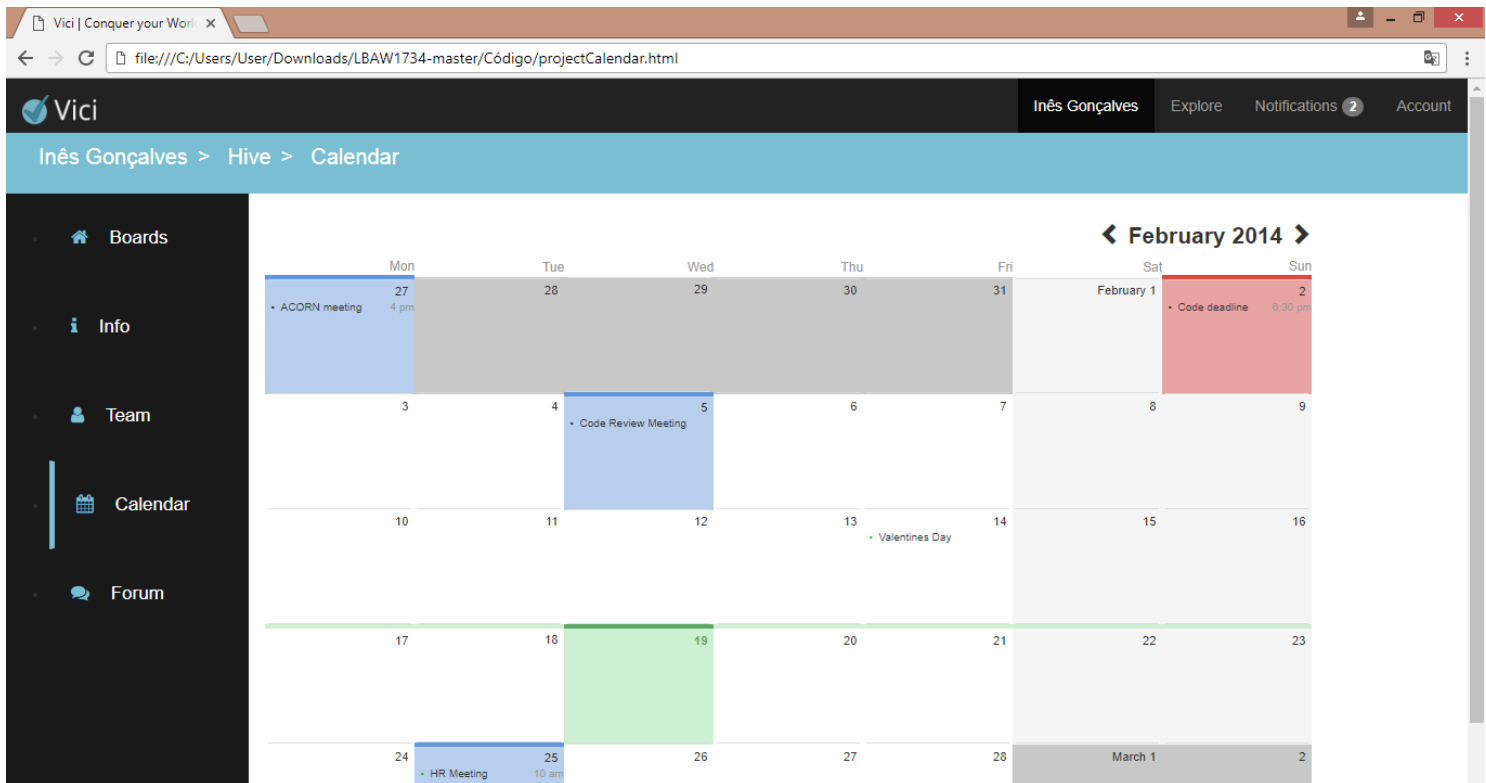 Vici | Conquer your Work
file:///C:/Users/User/Downloads/LBAW1734-master/Código/projectCalendar.html
Vici
Inês Gonçalves Explore Notifications 2 Account
Inês Gonçalves > Hive > Calendar
Boards
Info
Team
Calendar
Forum
February 2014
Mon Tue Wed Thu Fri Sat Sun
27 28 29 30 31 February 1 2
• ACORN meeting 4 pm • Code deadline 6:30 pm
3 4 5 6 7 8 9
• Code Review Meeting
10 11 12 13 14 15 16
• Valentines Day
17 18 19 20 21 22 23
24 25 26 27 28 March 1 2
• HR Meeting 10 am